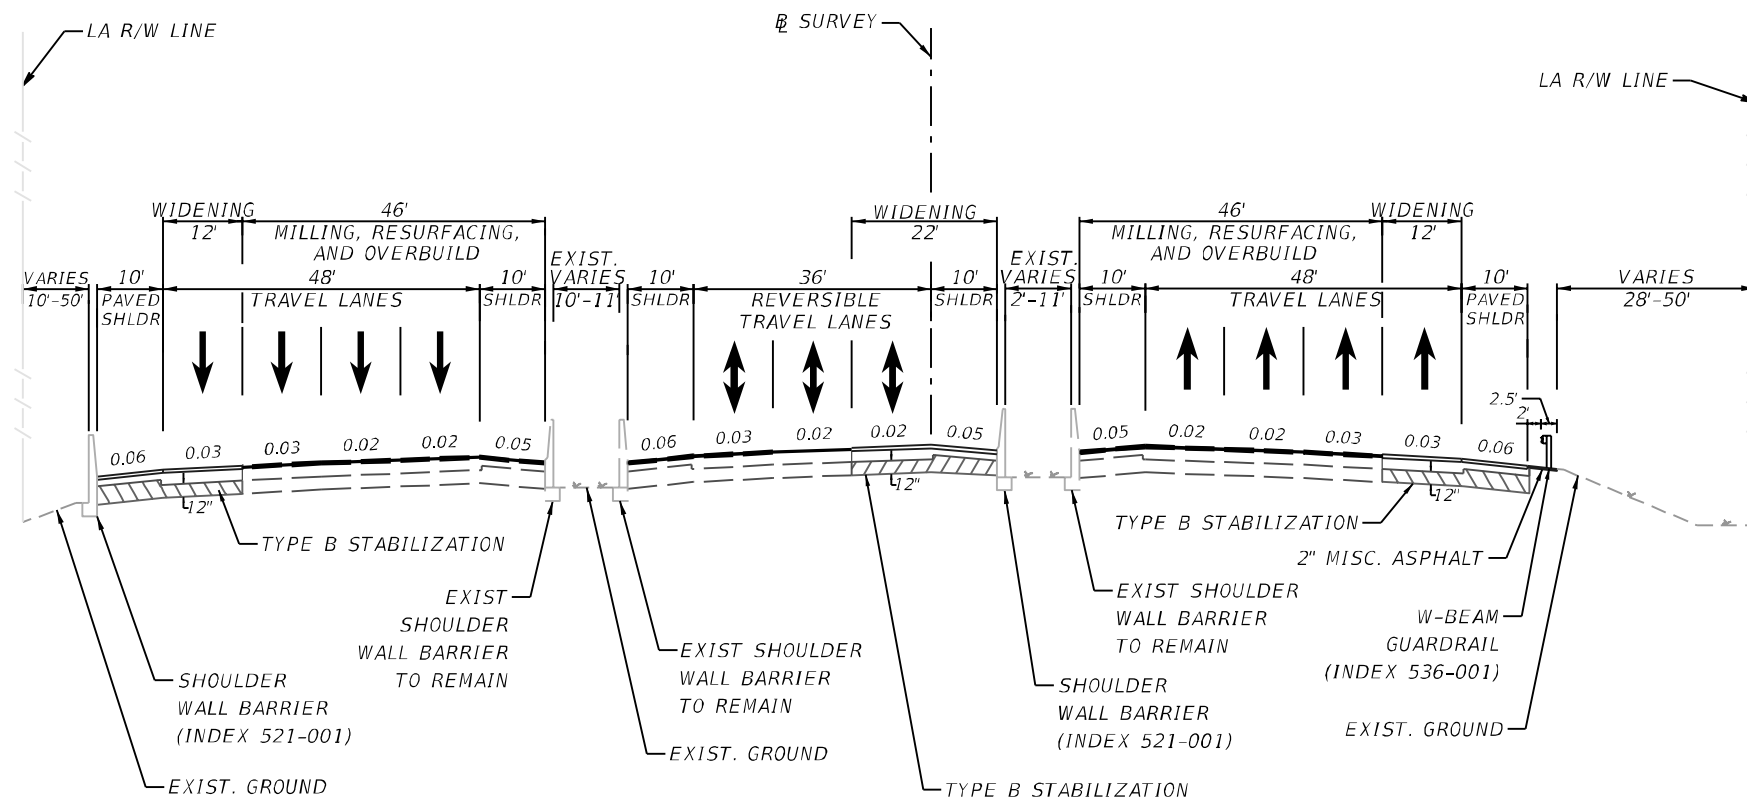 LA R/W LINE
℄ SURVEY
LA R/W LINE
WIDENING
12'
46'
MILLING, RESURFACING,
AND OVERBUILD
WIDENING
22'
46'
MILLING, RESURFACING,
AND OVERBUILD
WIDENING
12'
VARIES
10'-50'
10'
PAVED
SHLDR
48'
TRAVEL LANES
10'
SHLDR
EXIST.
VARIES
10'-11'
10'
SHLDR
36'
REVERSIBLE
TRAVEL LANES
10'
SHLDR
EXIST.
VARIES
2'-11'
10'
SHLDR
48'
TRAVEL LANES
10'
PAVED
SHLDR
VARIES
28'-50'
2.5'
2'
0.06
0.03
0.03
0.02
0.02
0.05
0.06
0.03
0.02
0.02
0.05
0.05
0.02
0.02
0.03
0.03
0.06
12"
12"
12"
TYPE B STABILIZATION
TYPE B STABILIZATION
2" MISC. ASPHALT
EXIST
SHOULDER
WALL BARRIER
TO REMAIN
EXIST SHOULDER
WALL BARRIER
TO REMAIN
EXIST SHOULDER
WALL BARRIER
TO REMAIN
W-BEAM
GUARDRAIL
(INDEX 536-001)
SHOULDER
WALL BARRIER
(INDEX 521-001)
SHOULDER
WALL BARRIER
(INDEX 521-001)
EXIST. GROUND
EXIST. GROUND
EXIST. GROUND
TYPE B STABILIZATION